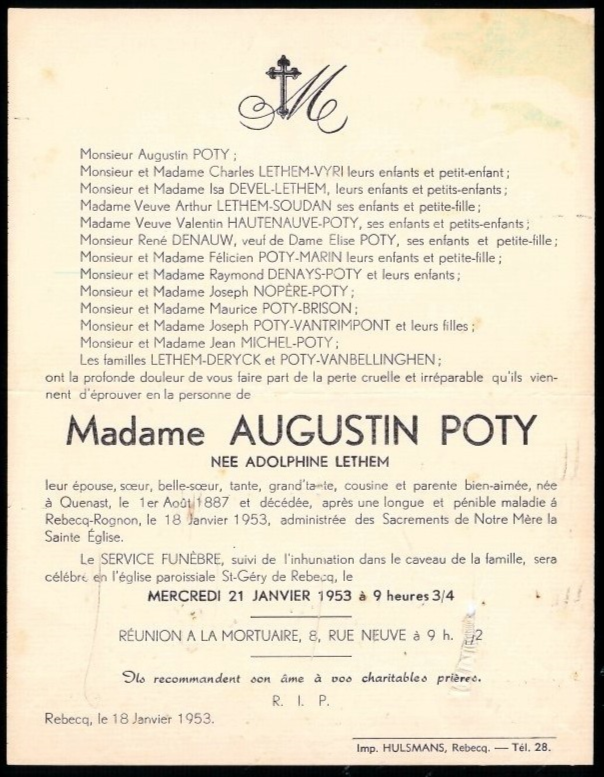 M
Monsieur Augustin POTY ;
Monsieur et Madame Charles LETHEM-VYRI leurs enfants et petit-enfant ;
Monsieur et Madame Isa DEVEL-LETHEM, leurs enfants et petits-enfants ;
Madame Veuve Arthur LETHEM-SOUDAN ses enfants et petite-fille ;
Madame Veuve Valentin HAUTENAUVE-POTY, ses enfants et petits-enfants ;
Monsieur René DENAUW, veuf de Dame Elise POTY, ses enfants et petite-fille ;
Monsieur et Madame Félicien POTY-MARIN leurs enfants et petite-fille ;
Monsieur et Madame Raymond DENAYS-POTY et leurs enfants ;
Monsieur et Madame Joseph NOPÈRE-POTY ;
Monsieur et Madame Maurice POTY-BRISON ;
Monsieur et Madame Joseph POTY-VANTRIMPONT et leurs filles ;
Monsieur et Madame Jean MICHEL-POTY ;
Les familles LETHEM-DERYCK et POTY-VANBELLINGHEN ;
ont la profonde douleur de vous faire part de la perte cruelle et irréparable qu'ils vien-
nent d'éprouver en la personne de
Madame AUGUSTIN POTY
NEE ADOLPHINE LETHEM
leur épouse, sœur, belle-sœur, tante, grand'tante, cousine et parente bien-aimée, née
à Quenast, le 1er Août 1887 et décédée, après une longue et pénible maladie à
Rebecq-Rognon, le 18 Janvier 1953, administrée des Sacrements de Notre Mère la
Sainte Église.
Le SERVICE FUNÈBRE, suivi de l'inhumation dans le caveau de la famille, sera
célébré en l'église paroissiale St-Géry de Rebecq, le
MERCREDI 21 JANVIER 1953 à 9 heures 3/4
RÉUNION A LA MORTUAIRE, 8, RUE NEUVE à 9 h.
Ils recommandent son âme à vos charitables prières.
R. I. P.
Rebecq, le 18 Janvier 1953.
Imp. HULSMANS, Rebecq. — Tél. 28.